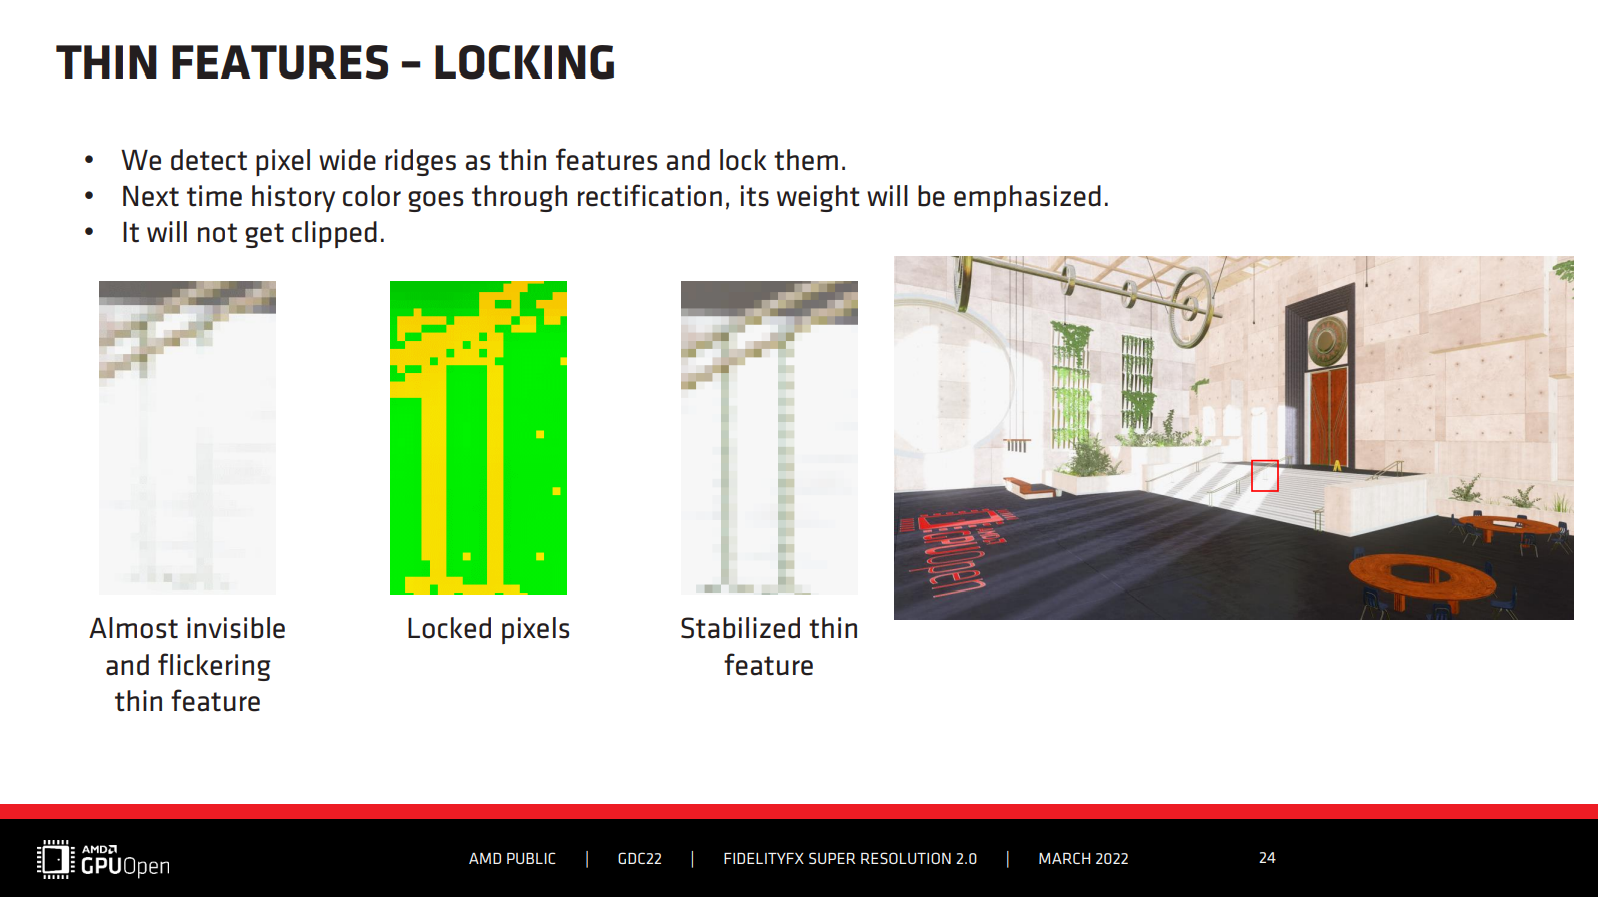 THIN FEATURES – LOCKING
• We detect pixel wide ridges as thin features and lock them.
• Next time history color goes through rectification, its weight will be emphasized.
• It will not get clipped.
Almost invisible
and flickering
thin feature
Locked pixels
Stabilized thin
feature
AMD
GPUOpen
AMD PUBLIC | GDC22 | FIDELITYFX SUPER RESOLUTION 2.0 | MARCH 2022
24